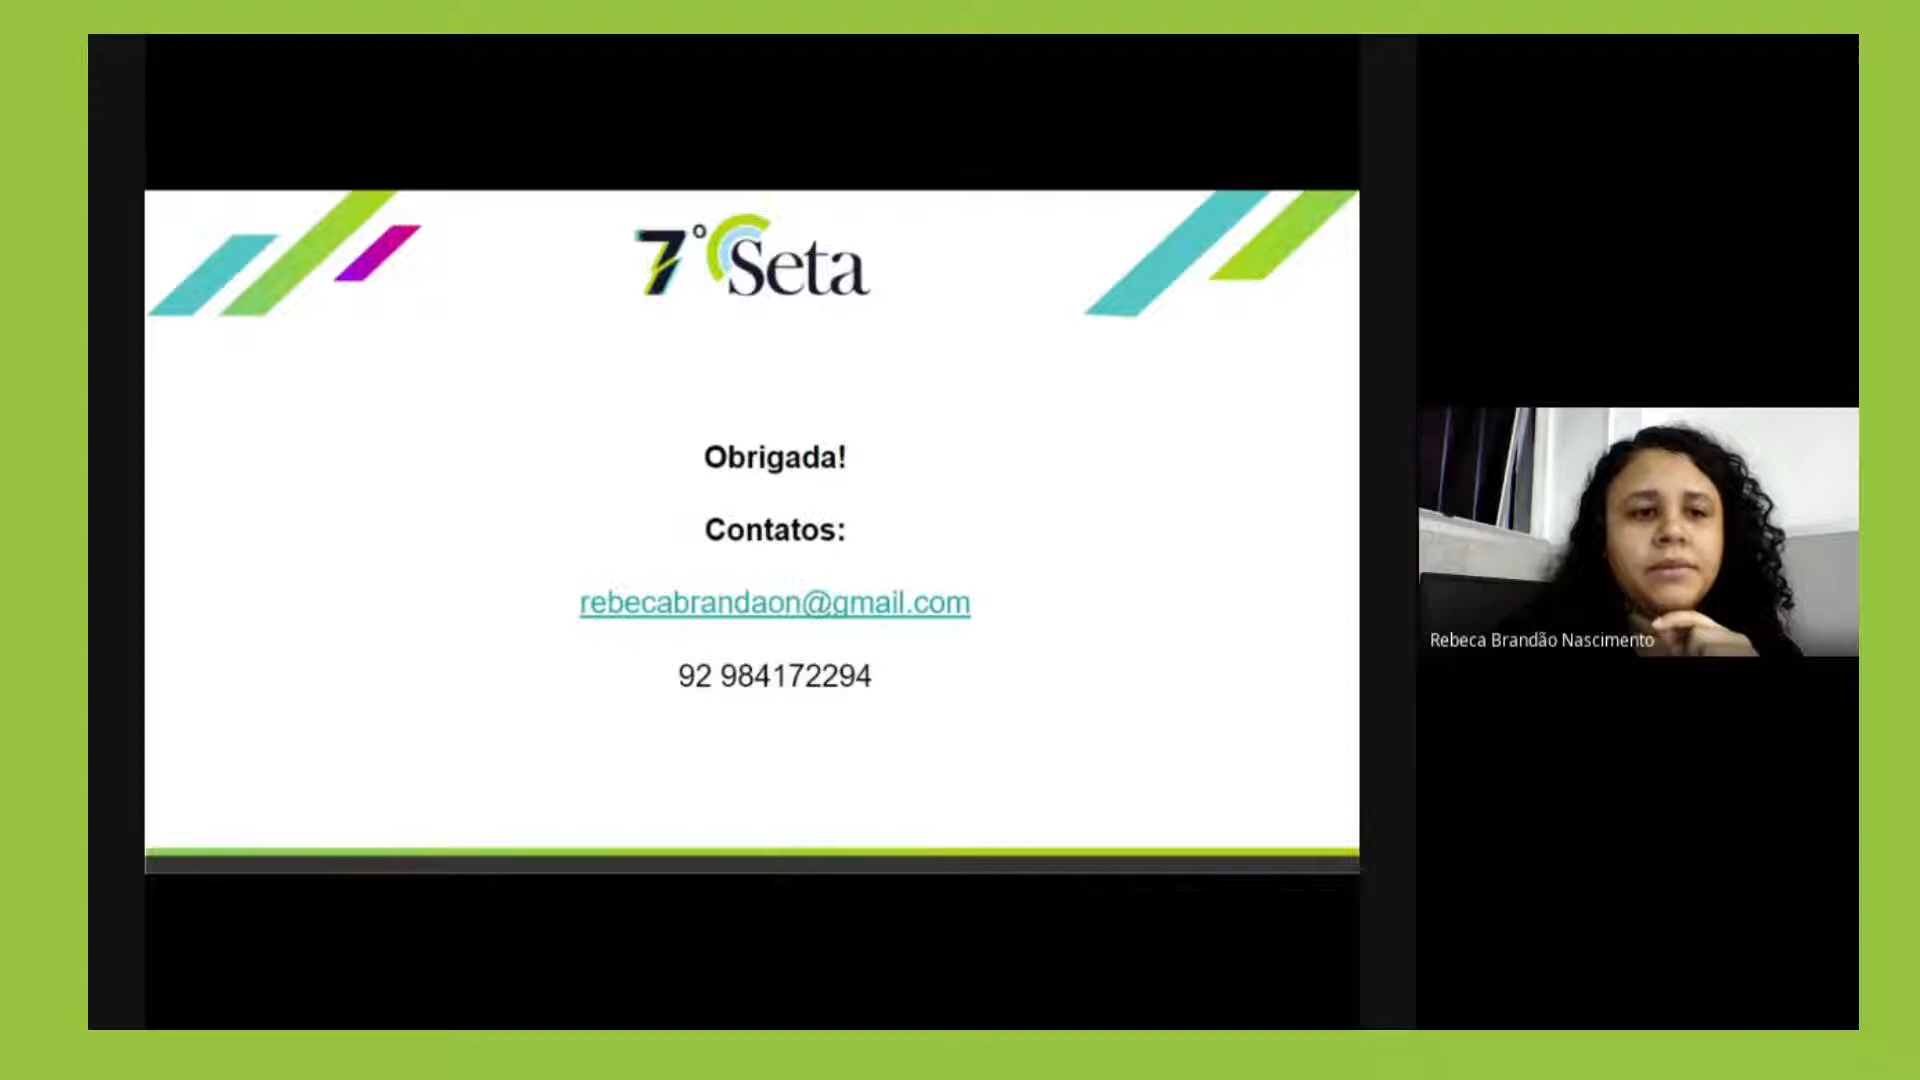 7° Seta
Obrigada!
Contatos:
rebecabrandaon@gmail.com
92 984172294
Rebeca Brandão Nascimento